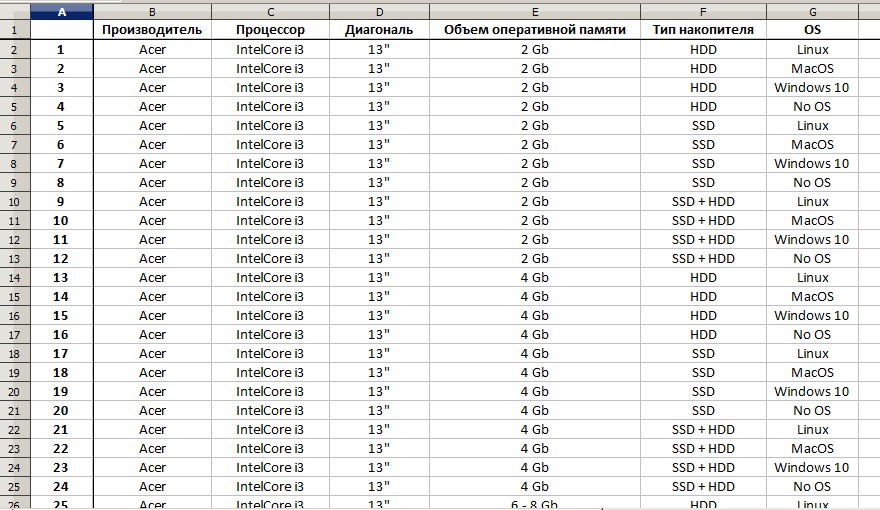 A B C D E F G
1 Производитель Процессор Диагональ Объем оперативной памяти Тип накопителя OS
2 1 Acer IntelCore i3 13" 2 Gb HDD Linux
3 2 Acer IntelCore i3 13" 2 Gb HDD MacOS
4 3 Acer IntelCore i3 13" 2 Gb HDD Windows 10
5 4 Acer IntelCore i3 13" 2 Gb HDD No OS
6 5 Acer IntelCore i3 13" 2 Gb SSD Linux
7 6 Acer IntelCore i3 13" 2 Gb SSD MacOS
8 7 Acer IntelCore i3 13" 2 Gb SSD Windows 10
9 8 Acer IntelCore i3 13" 2 Gb SSD No OS
10 9 Acer IntelCore i3 13" 2 Gb SSD + HDD Linux
11 10 Acer IntelCore i3 13" 2 Gb SSD + HDD MacOS
12 11 Acer IntelCore i3 13" 2 Gb SSD + HDD Windows 10
13 12 Acer IntelCore i3 13" 2 Gb SSD + HDD No OS
14 13 Acer IntelCore i3 13" 4 Gb HDD Linux
15 14 Acer IntelCore i3 13" 4 Gb HDD MacOS
16 15 Acer IntelCore i3 13" 4 Gb HDD Windows 10
17 16 Acer IntelCore i3 13" 4 Gb HDD No OS
18 17 Acer IntelCore i3 13" 4 Gb SSD Linux
19 18 Acer IntelCore i3 13" 4 Gb SSD MacOS
20 19 Acer IntelCore i3 13" 4 Gb SSD Windows 10
21 20 Acer IntelCore i3 13" 4 Gb SSD No OS
22 21 Acer IntelCore i3 13" 4 Gb SSD + HDD Linux
23 22 Acer IntelCore i3 13" 4 Gb SSD + HDD MacOS
24 23 Acer IntelCore i3 13" 4 Gb SSD + HDD Windows 10
25 24 Acer IntelCore i3 13" 4 Gb SSD + HDD No OS
26 25 Acer IntelCore i3 13" 6 - 8 Gb HDD Linux